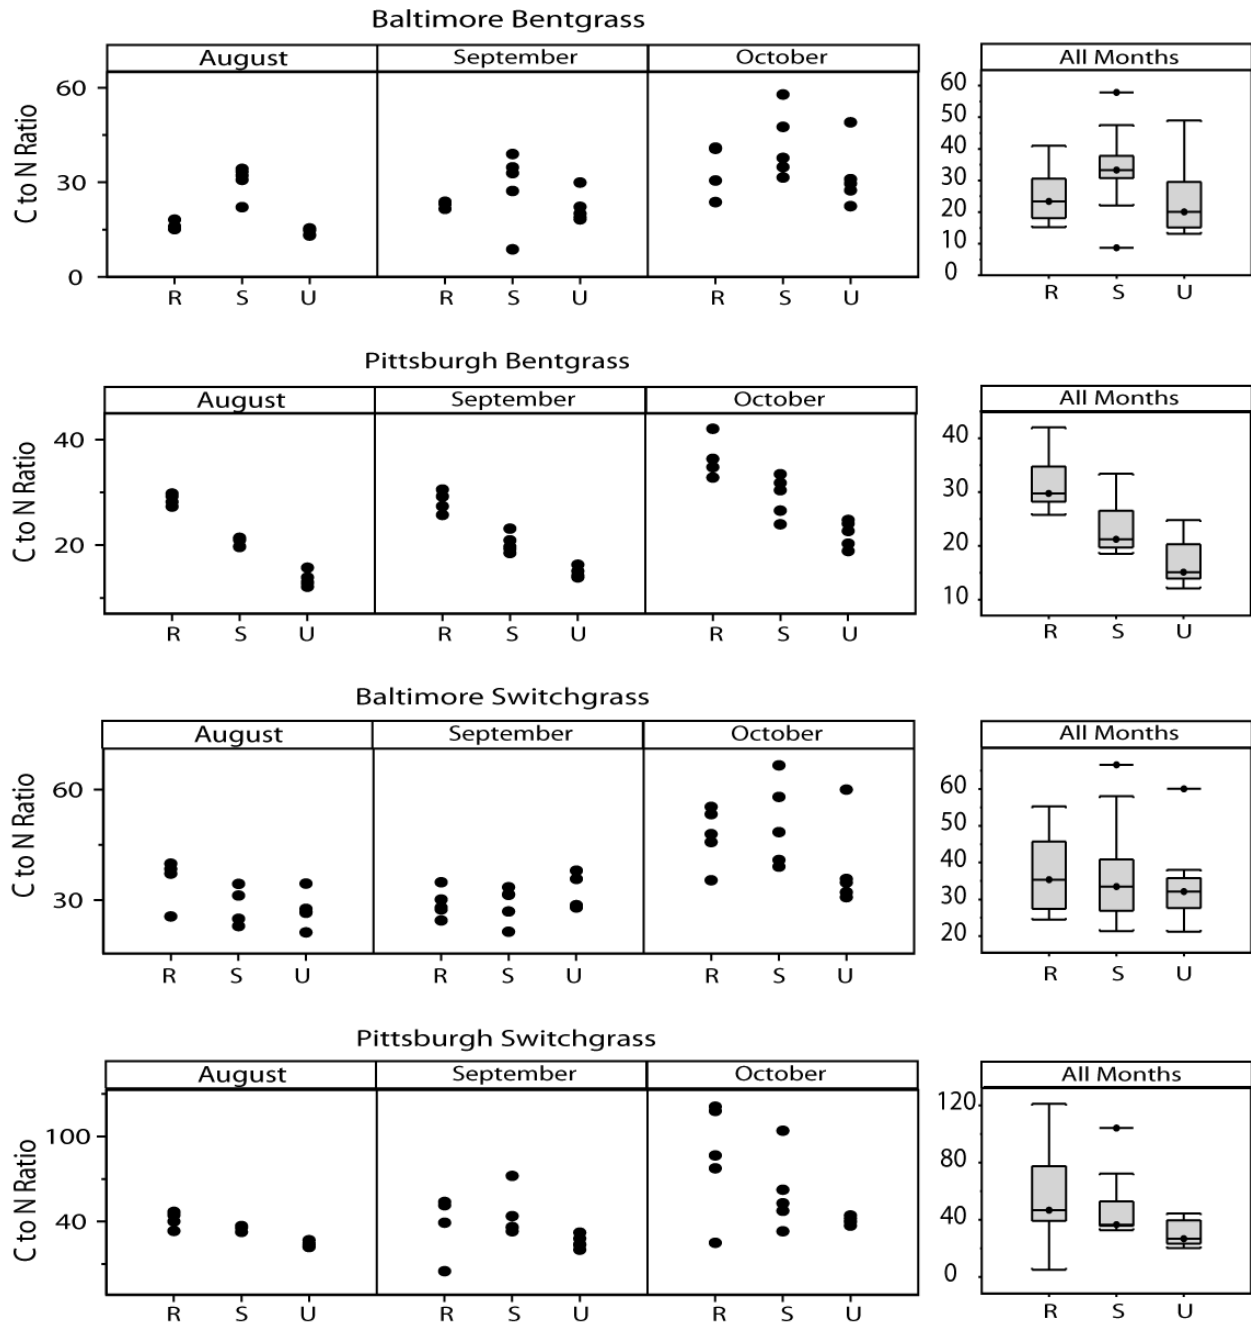 Baltimore Bentgrass
August September October All Months
C to N Ratio
60
30
0
R S U R S U R S U
60
50
40
30
20
10
0
R S U
Pittsburgh Bentgrass
August September October All Months
C to N Ratio
40
20
R S U R S U R S U
40
30
20
10
R S U
Baltimore Switchgrass
August September October All Months
C to N Ratio
60
30
R S U R S U R S U
60
50
40
30
20
R S U
Pittsburgh Switchgrass
August September October All Months
C to N Ratio
100
40
R S U R S U R S U
120
80
40
0
R S U